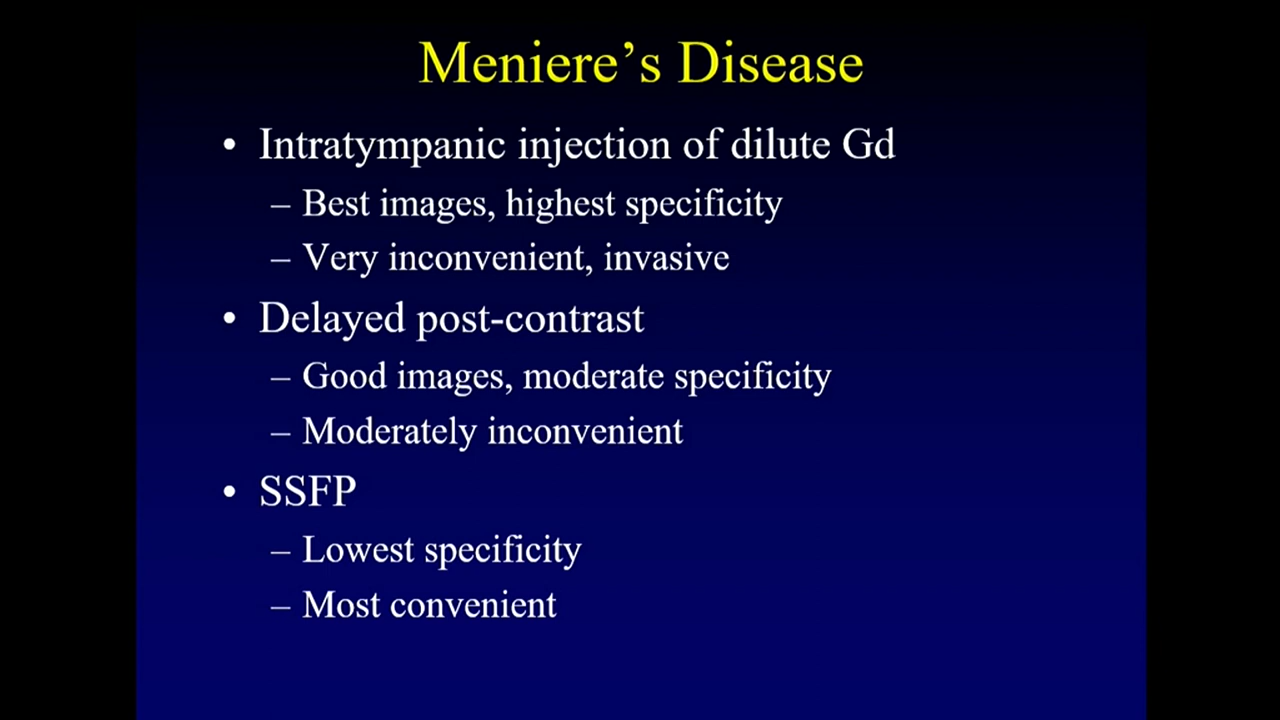 Meniere’s Disease
• Intratympanic injection of dilute Gd
– Best images, highest specificity
– Very inconvenient, invasive
• Delayed post-contrast
– Good images, moderate specificity
– Moderately inconvenient
• SSFP
– Lowest specificity
– Most convenient